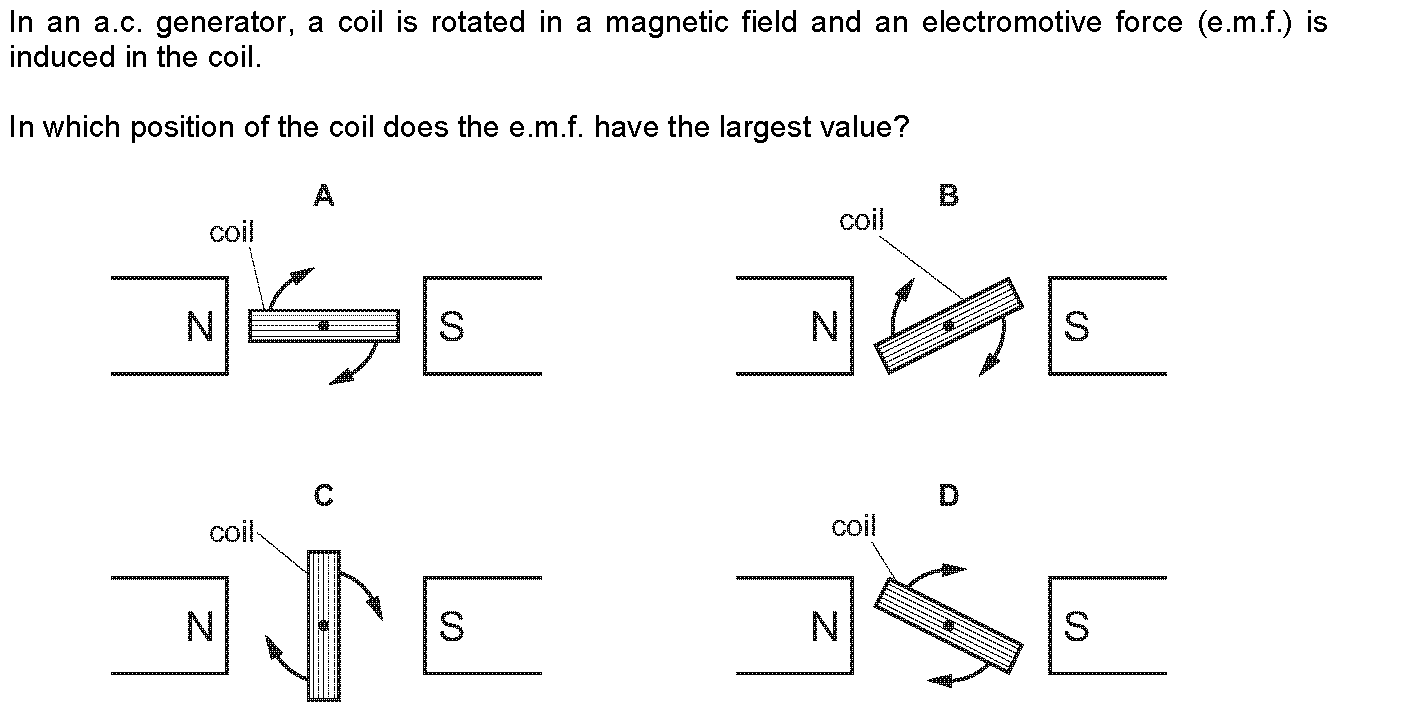 In an a.c. generator, a coil is rotated in a magnetic field and an electromotive force (e.m.f.) is
induced in the coil.
In which position of the coil does the e.m.f. have the largest value?
A
B
coil
coil
N
S
N
S
C
D
coil
coil
N
S
N
S